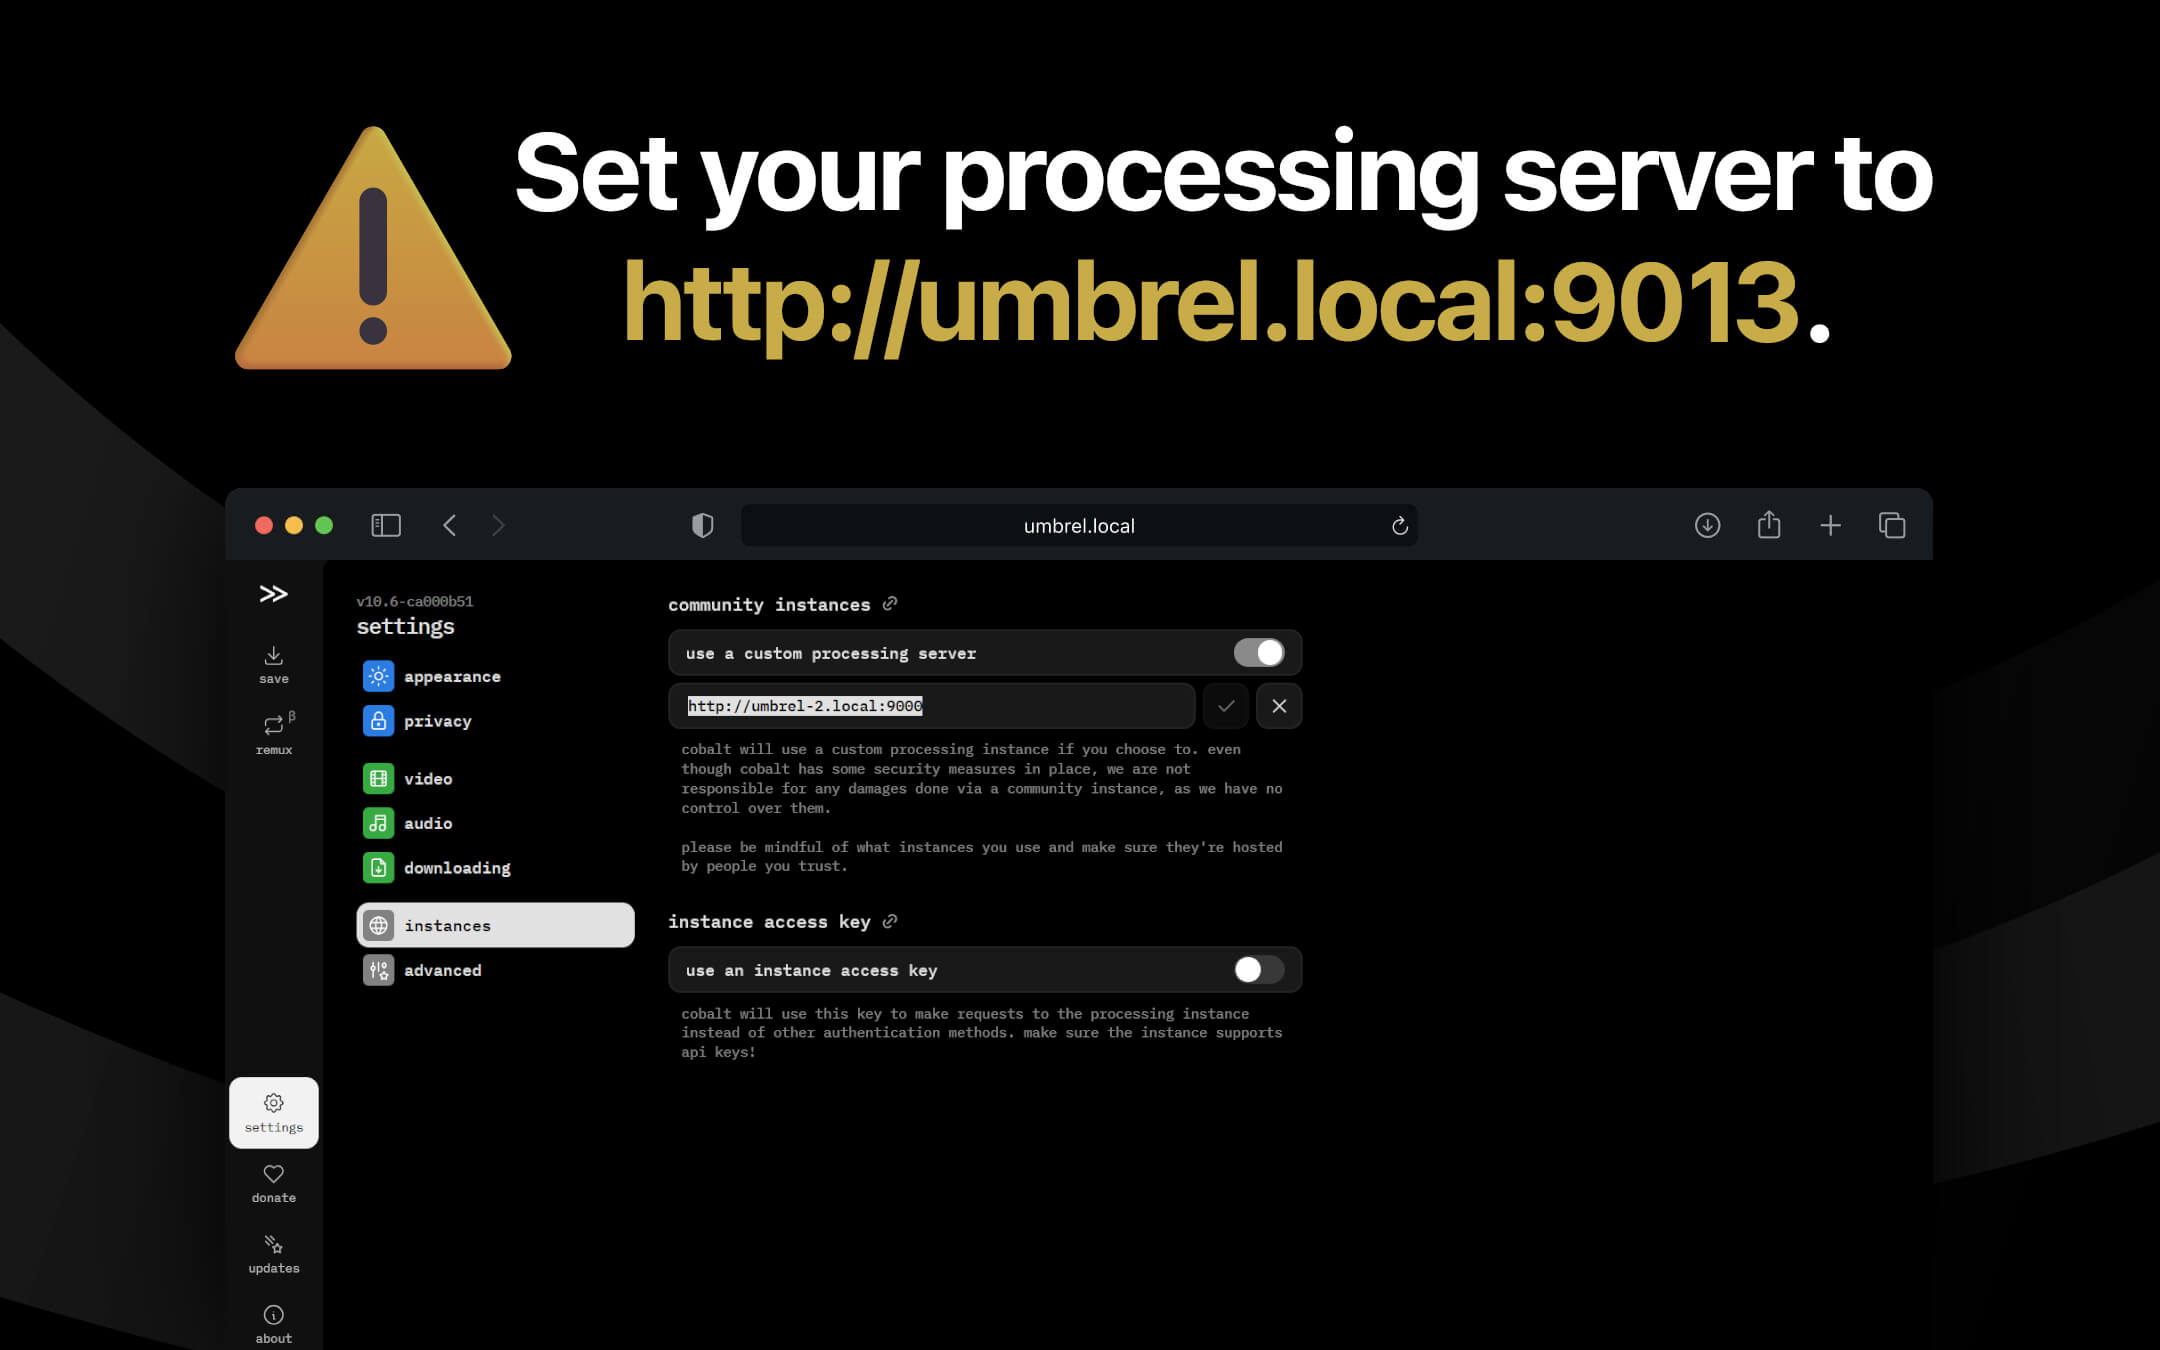 Set your processing server to
http://umbrel.local:9013.
umbrel.local
save
remux β
settings
donate
updates
about
v10.6-ca000b51
settings
appearance
privacy
video
audio
downloading
instances
advanced
community instances
use a custom processing server
http://umbrel-2.local:9000
cobalt will use a custom processing instance if you choose to. even
though cobalt has some security measures in place, we are not
responsible for any damages done via a community instance, as we have no
control over them.
please be mindful of what instances you use and make sure they're hosted
by people you trust.
instance access key
use an instance access key
cobalt will use this key to make requests to the processing instance
instead of other authentication methods. make sure the instance supports
api keys!